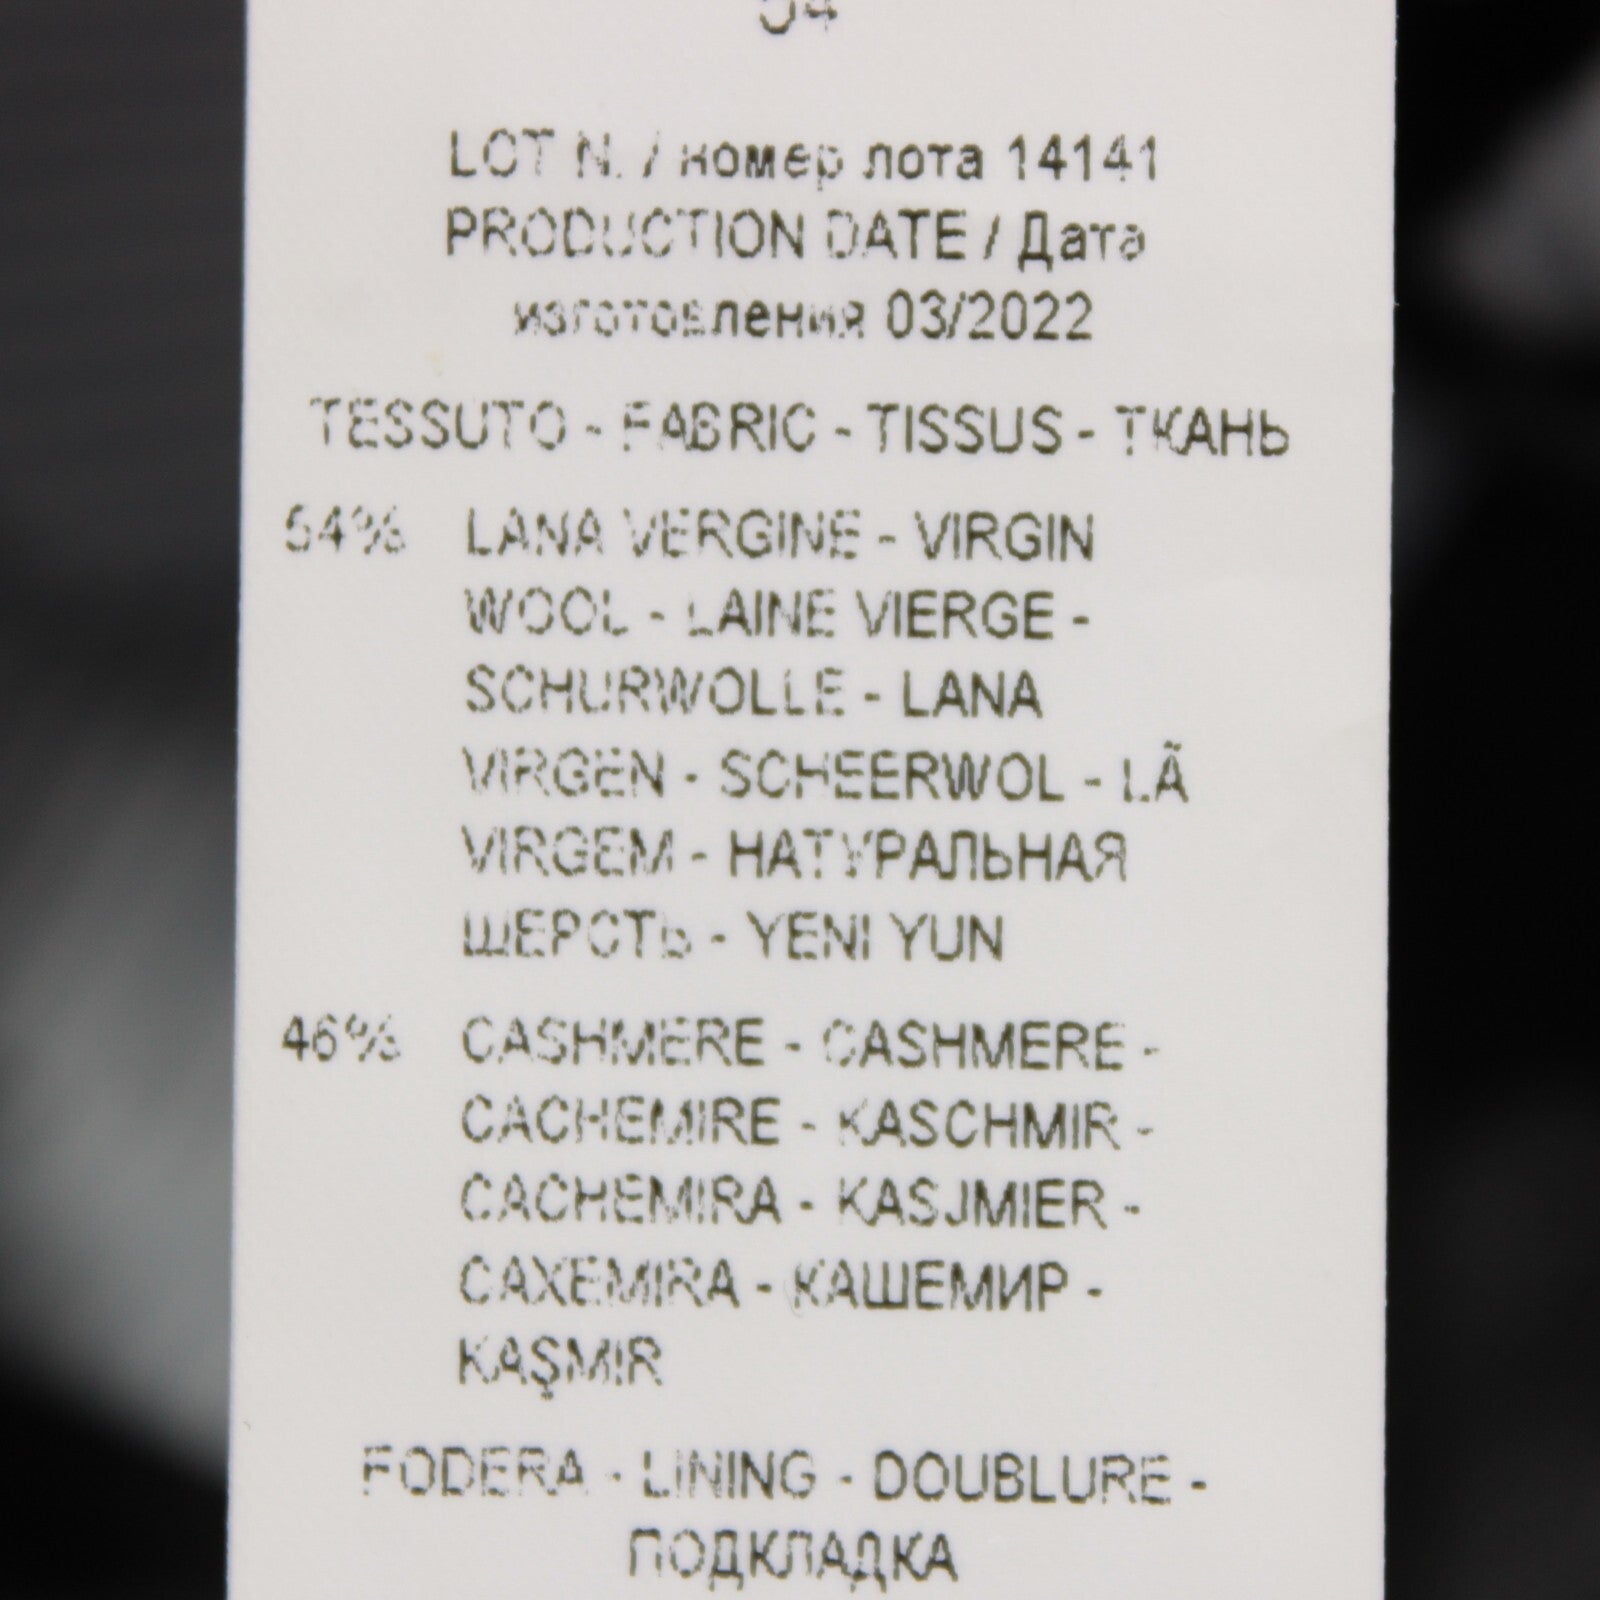 54
LOT N. / номер лота 14141
PRODUCTION DATE / Дата
изготовления 03/2022
TESSUTO - FABRIC - TISSUS - ТКАНЬ
54% LANA VERGINE - VIRGIN
WOOL - LAINE VIERGE -
SCHURWOLLE - LANA
VIRGEN - SCHEERWOL - LÃ
VIRGEM - НАТУРАЛЬНАЯ
ШЕРСТЬ - YENI YUN
46% CASHMERE - CASHMERE -
CACHEMIRE - KASCHMIR -
CACHEMIRA - KASJMIER -
CAXEMIRA - КАШЕМИР -
KAŞMIR
FODERA - LINING - DOUBLURE -
ПОДКЛАДКА